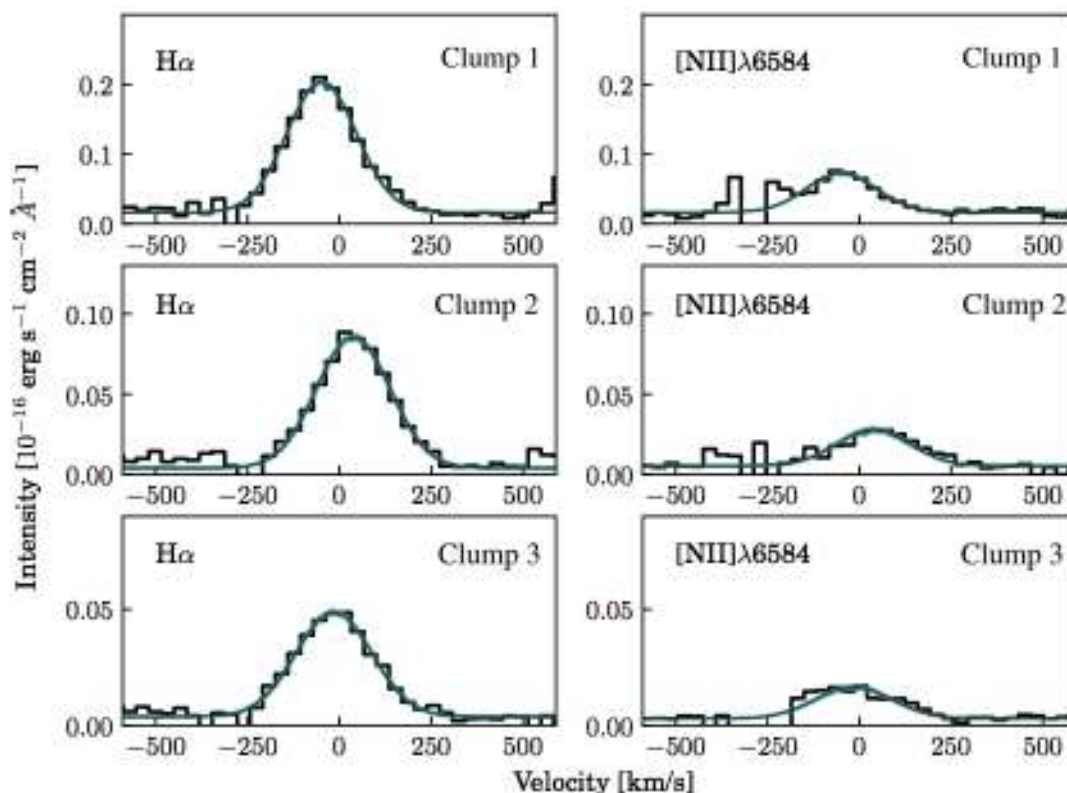 Hα Clump 1
0.2
0.1
0.0
−500 −250 0 250 500
[NII]λ6584 Clump 1
0.2
0.1
0.0
−500 −250 0 250 500
Hα Clump 2
0.10
0.05
0.00
−500 −250 0 250 500
[NII]λ6584 Clump 2
0.10
0.05
0.00
−500 −250 0 250 500
Hα Clump 3
0.05
0.00
−500 −250 0 250 500
[NII]λ6584 Clump 3
0.05
0.00
−500 −250 0 250 500
Intensity [10⁻¹⁶ erg s⁻¹ cm⁻² Å⁻¹]
Velocity [km/s]